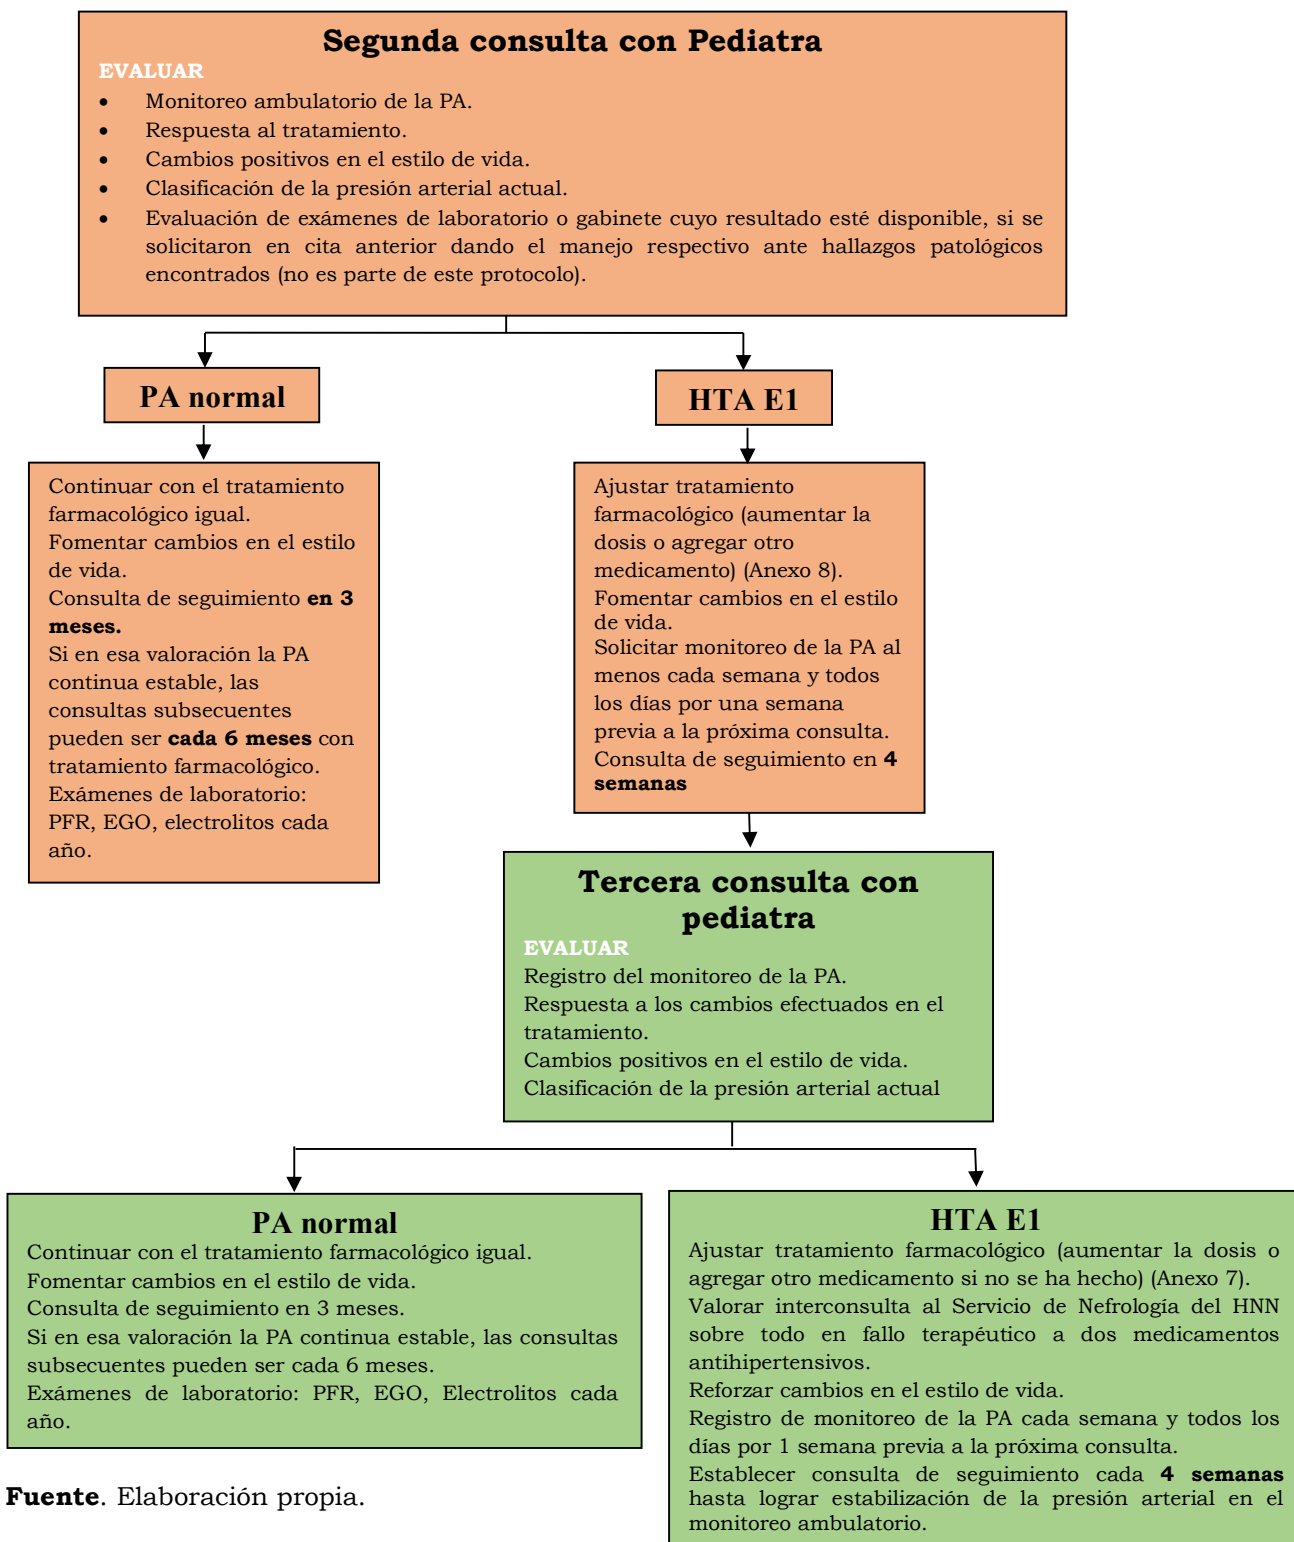 Segunda consulta con Pediatra
EVALUAR
• Monitoreo ambulatorio de la PA.
• Respuesta al tratamiento.
• Cambios positivos en el estilo de vida.
• Clasificación de la presión arterial actual.
• Evaluación de exámenes de laboratorio o gabinete cuyo resultado esté disponible, si se
solicitaron en cita anterior dando el manejo respectivo ante hallazgos patológicos
encontrados (no es parte de este protocolo).
PA normal
HTA E1
Continuar con el tratamiento
farmacológico igual.
Fomentar cambios en el estilo
de vida.
Consulta de seguimiento en 3
meses.
Si en esa valoración la PA
continua estable, las
consultas subsecuentes
pueden ser cada 6 meses con
tratamiento farmacológico.
Exámenes de laboratorio:
PFR, EGO, electrolitos cada
año.
Ajustar tratamiento
farmacológico (aumentar la
dosis o agregar otro
medicamento) (Anexo 8).
Fomentar cambios en el estilo
de vida.
Solicitar monitoreo de la PA al
menos cada semana y todos
los días por una semana
previa a la próxima consulta.
Consulta de seguimiento en 4
semanas
Tercera consulta con
pediatra
EVALUAR
Registro del monitoreo de la PA.
Respuesta a los cambios efectuados en el
tratamiento.
Cambios positivos en el estilo de vida.
Clasificación de la presión arterial actual
PA normal
Continuar con el tratamiento farmacológico igual.
Fomentar cambios en el estilo de vida.
Consulta de seguimiento en 3 meses.
Si en esa valoración la PA continua estable, las consultas
subsecuentes pueden ser cada 6 meses.
Exámenes de laboratorio: PFR, EGO, Electrolitos cada
año.
HTA E1
Ajustar tratamiento farmacológico (aumentar la dosis o
agregar otro medicamento si no se ha hecho) (Anexo 7).
Valorar interconsulta al Servicio de Nefrología del HNN
sobre todo en fallo terapéutico a dos medicamentos
antihipertensivos.
Reforzar cambios en el estilo de vida.
Registro de monitoreo de la PA cada semana y todos los
días por 1 semana previa a la próxima consulta.
Establecer consulta de seguimiento cada 4 semanas
hasta lograr estabilización de la presión arterial en el
monitoreo ambulatorio.
Fuente. Elaboración propia.